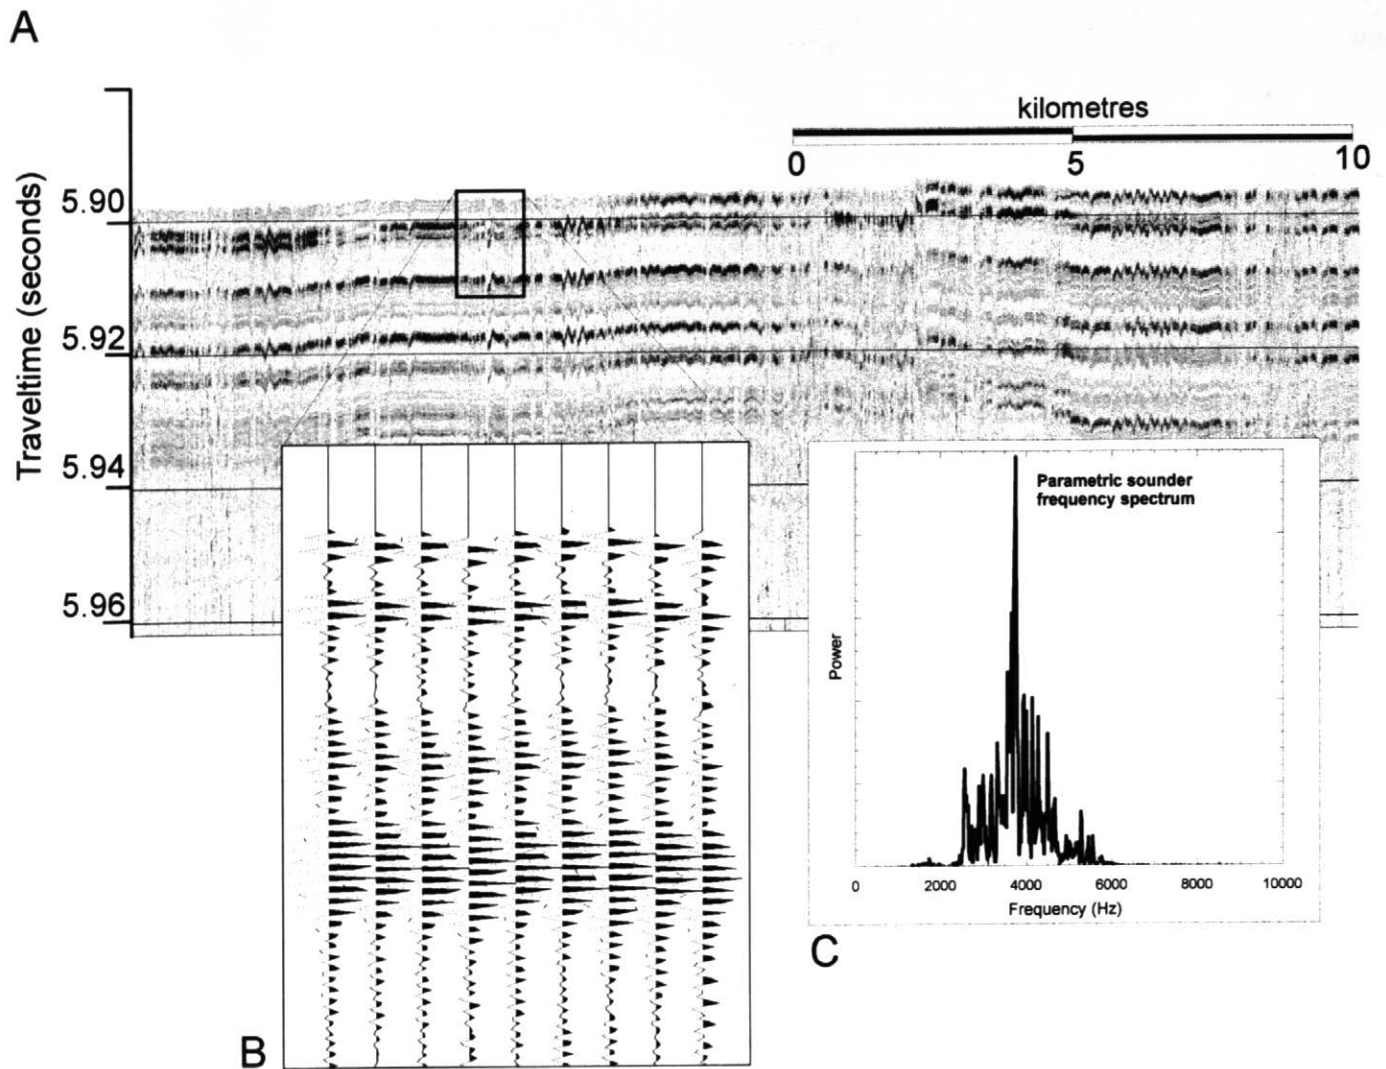 A
kilometres
0 5 10
Traveltime (seconds)
5.90
5.92
5.94
5.96
Parametric sounder
frequency spectrum
Power
0 2000 4000 6000 8000 10000
Frequency (Hz)
B
C